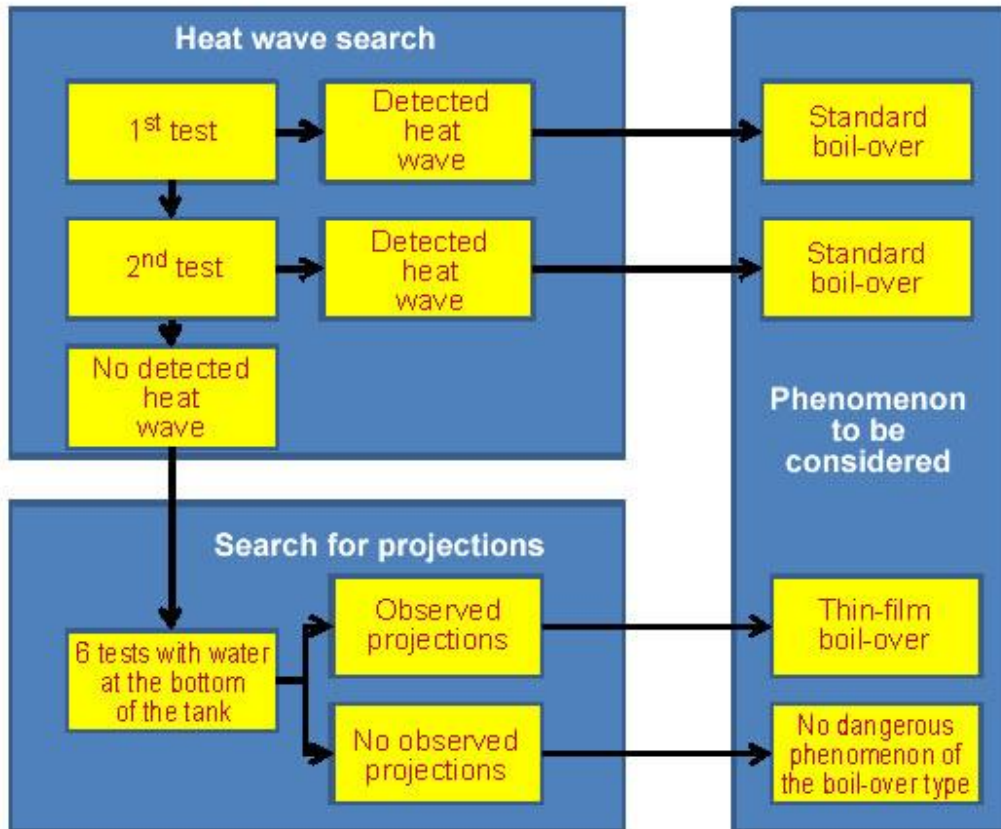 Heat wave search
1st test
Detected
heat
wave
Standard
boil-over
2nd test
Detected
heat
wave
Standard
boil-over
No detected
heat
wave
Phenomenon
to be
considered
Search for projections
6 tests with water
at the bottom
of the tank
Observed
projections
Thin-film
boil-over
No observed
projections
No dangerous
phenomenon of
the boil-over type